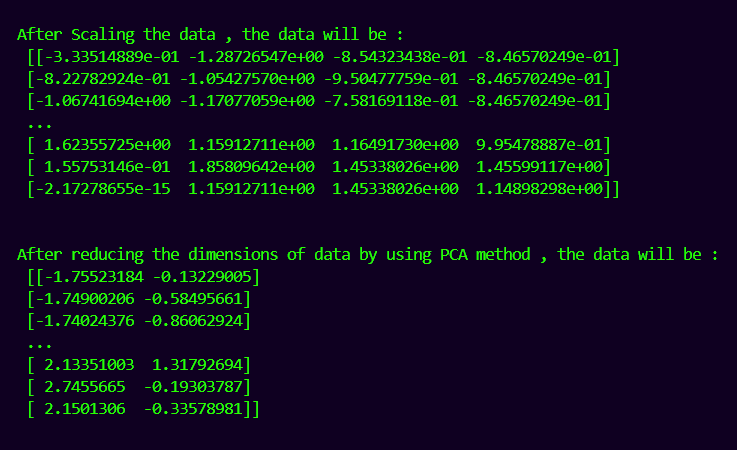 After Scaling the data , the data will be :
[[-3.33514889e-01 -1.28726547e+00 -8.54323438e-01 -8.46570249e-01]
[-8.22782924e-01 -1.05427570e+00 -9.50477759e-01 -8.46570249e-01]
[-1.06741694e+00 -1.17077059e+00 -7.58169118e-01 -8.46570249e-01]
...
[ 1.62355725e+00  1.15912711e+00  1.16491730e+00  9.95478887e-01]
[ 1.55753146e-01  1.85809642e+00  1.45338026e+00  1.45599117e+00]
[-2.17278655e-15  1.15912711e+00  1.45338026e+00  1.14898298e+00]]
After reducing the dimensions of data by using PCA method , the data will be :
[[-1.75523184 -0.13229005]
[-1.74900206 -0.58495661]
[-1.74024376 -0.86062924]
...
[ 2.13351003  1.31792694]
[ 2.7455665  -0.19303787]
[ 2.1501306  -0.33578981]]